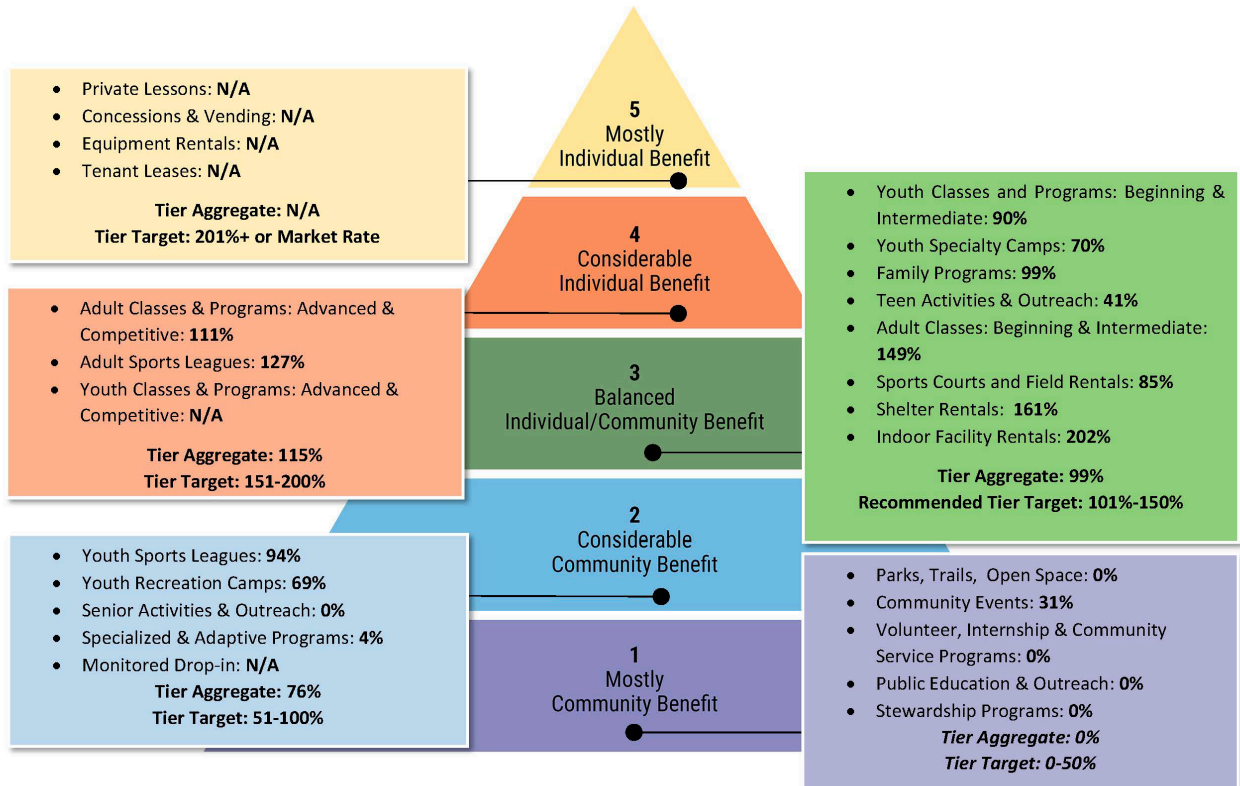 • Private Lessons: N/A
• Concessions & Vending: N/A
• Equipment Rentals: N/A
• Tenant Leases: N/A
Tier Aggregate: N/A
Tier Target: 201%+ or Market Rate
5
Mostly
Individual Benefit
4
Considerable
Individual Benefit
• Adult Classes & Programs: Advanced &
Competitive: 111%
• Adult Sports Leagues: 127%
• Youth Classes & Programs: Advanced &
Competitive: N/A
Tier Aggregate: 115%
Tier Target: 151-200%
3
Balanced
Individual/Community Benefit
• Youth Classes and Programs: Beginning &
Intermediate: 90%
• Youth Specialty Camps: 70%
• Family Programs: 99%
• Teen Activities & Outreach: 41%
• Adult Classes: Beginning & Intermediate:
149%
• Sports Courts and Field Rentals: 85%
• Shelter Rentals: 161%
• Indoor Facility Rentals: 202%
Tier Aggregate: 99%
Recommended Tier Target: 101%-150%
2
Considerable
Community Benefit
• Youth Sports Leagues: 94%
• Youth Recreation Camps: 69%
• Senior Activities & Outreach: 0%
• Specialized & Adaptive Programs: 4%
• Monitored Drop-in: N/A
Tier Aggregate: 76%
Tier Target: 51-100%
1
Mostly
Community Benefit
• Parks, Trails, Open Space: 0%
• Community Events: 31%
• Volunteer, Internship & Community
Service Programs: 0%
• Public Education & Outreach: 0%
• Stewardship Programs: 0%
Tier Aggregate: 0%
Tier Target: 0-50%